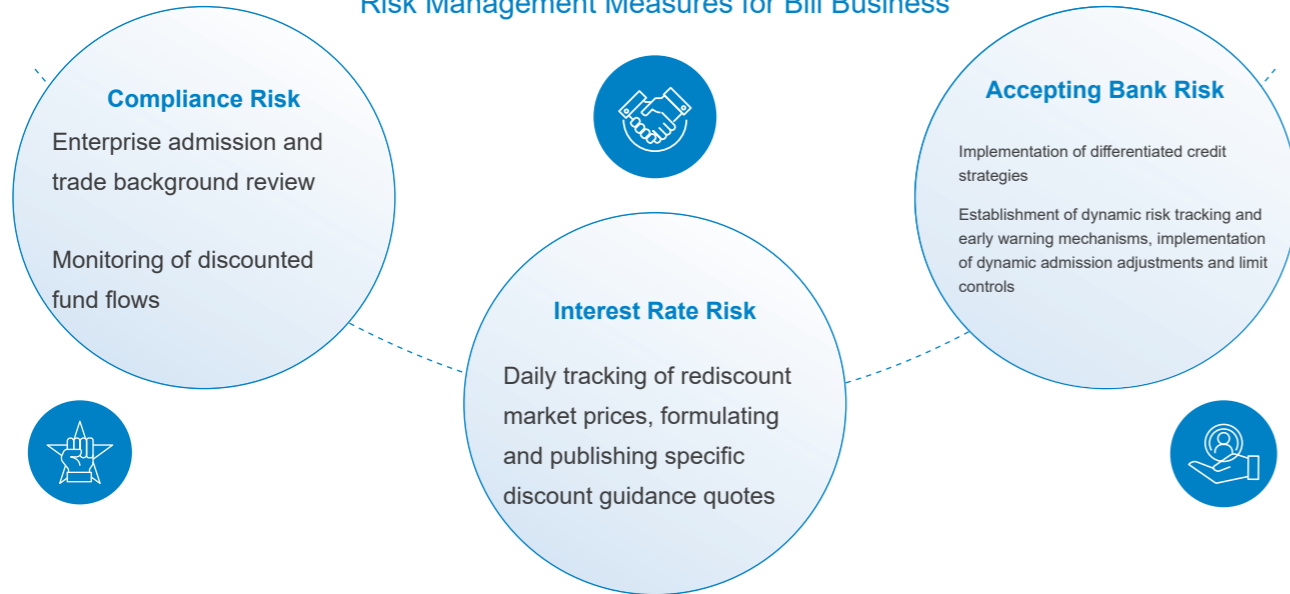 Risk Management Measures for Bill Business
Compliance Risk
Enterprise admission and
trade background review
Monitoring of discounted
fund flows
Interest Rate Risk
Daily tracking of rediscount
market prices, formulating
and publishing specific
discount guidance quotes
Accepting Bank Risk
Implementation of differentiated credit
strategies
Establishment of dynamic risk tracking and
early warning mechanisms, implementation
of dynamic admission adjustments and limit
controls